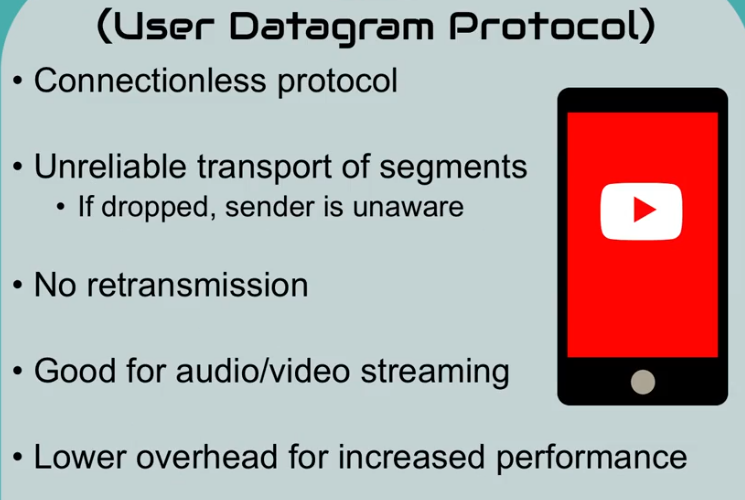 (User Datagram Protocol)
• Connectionless protocol
• Unreliable transport of segments
• If dropped, sender is unaware
• No retransmission
• Good for audio/video streaming
• Lower overhead for increased performance